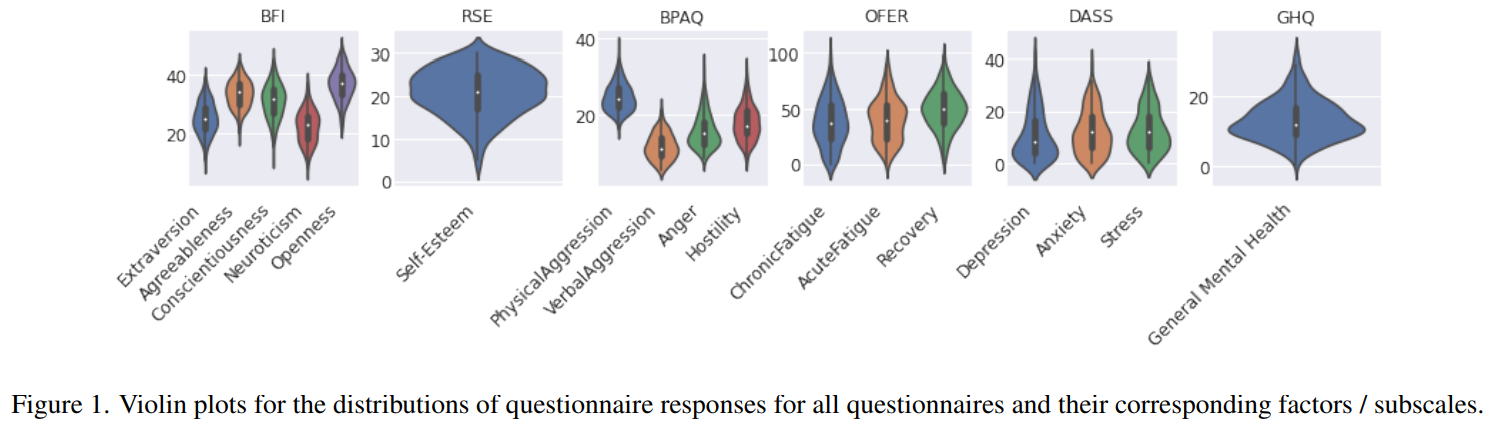 BFI
RSE
BPAQ
OFER
DASS
GHQ
40
20
30
20
10
0
40
20
100
50
0
40
20
0
20
0
Extraversion
Agreeableness
Conscientiousness
Neuroticism
Openness
Self-Esteem
PhysicalAggression
VerbalAggression
Anger
Hostility
ChronicFatigue
AcuteFatigue
Recovery
Depression
Anxiety
Stress
General Mental Health
Figure 1. Violin plots for the distributions of questionnaire responses for all questionnaires and their corresponding factors / subscales.